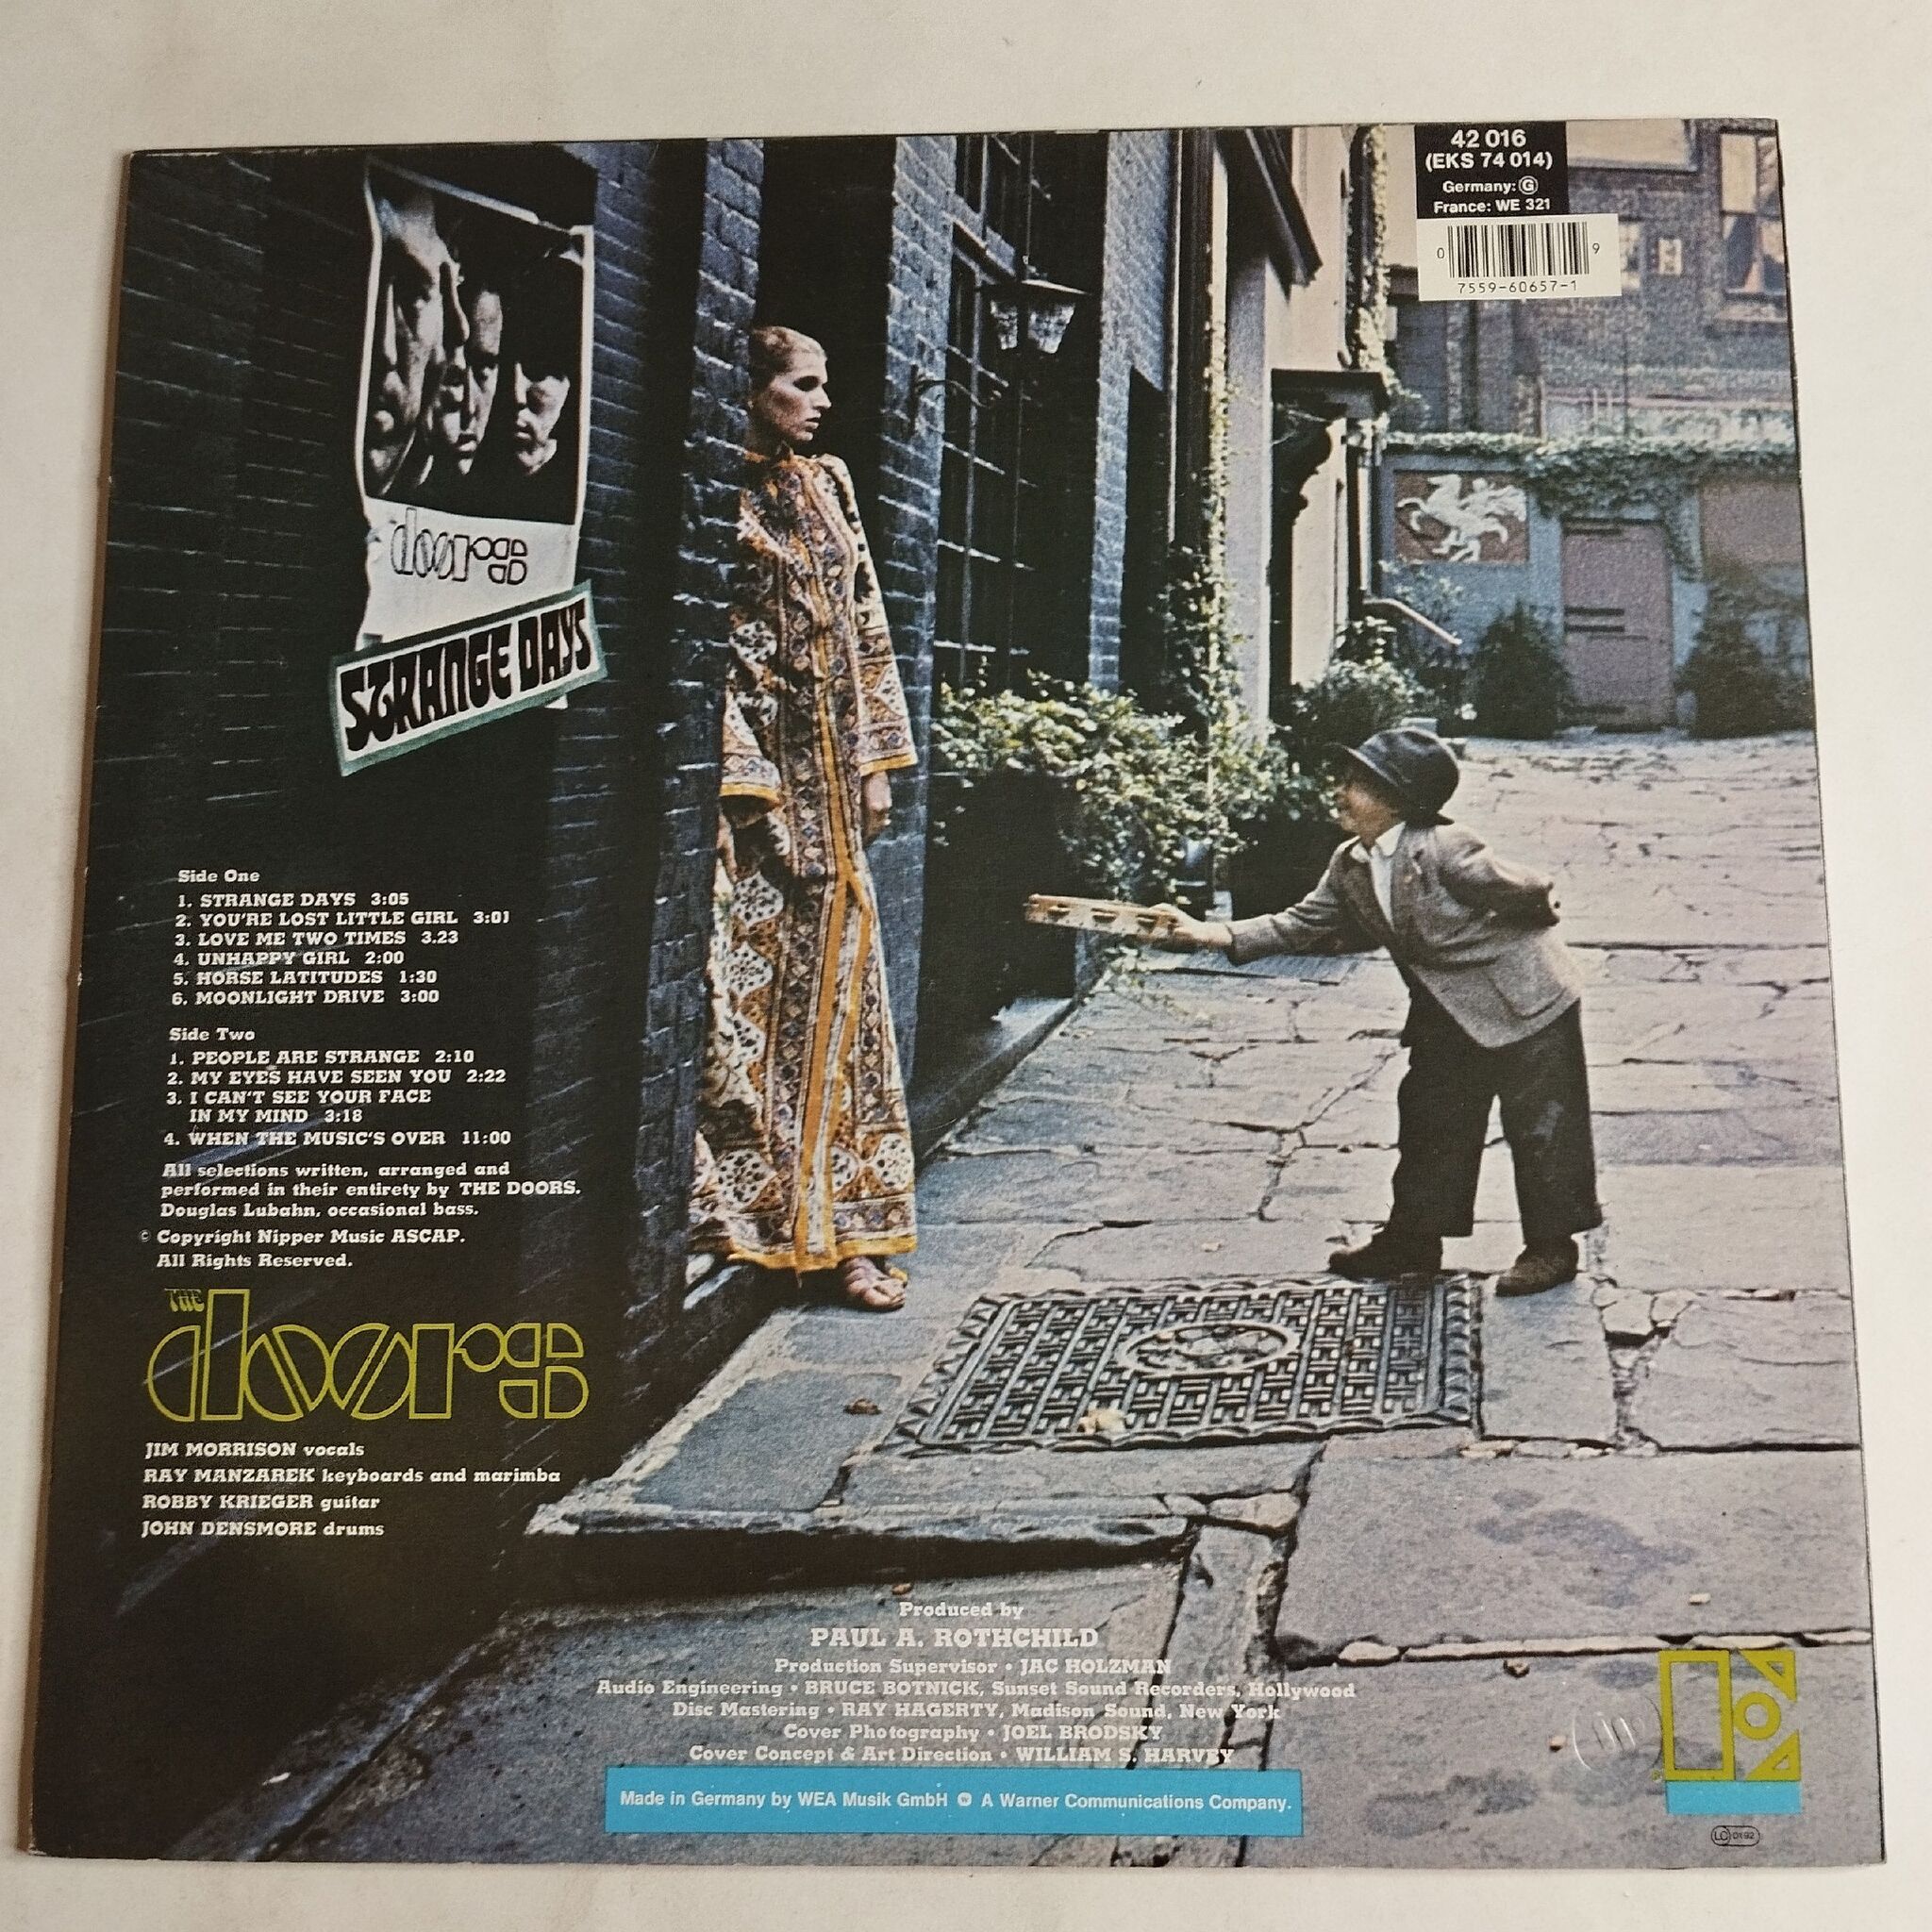 42 016
(EKS 74 014)
Germany: G
France: WE 321
0 9
7559-60657-1
doors
STRANGE DAYS
Side One
1. STRANGE DAYS 3:05
2. YOU'RE LOST LITTLE GIRL 3:01
3. LOVE ME TWO TIMES 3.23
4. UNHAPPY GIRL 2:00
5. HORSE LATITUDES 1:30
6. MOONLIGHT DRIVE 3:00
Side Two
1. PEOPLE ARE STRANGE 2:10
2. MY EYES HAVE SEEN YOU 2:22
3. I CAN'T SEE YOUR FACE
IN MY MIND 3:18
4. WHEN THE MUSIC'S OVER 11:00
All selections written, arranged and
performed in their entirety by THE DOORS.
Douglas Lubahn, occasional bass.
© Copyright Nipper Music ASCAP.
All Rights Reserved.
THE
doors
JIM MORRISON vocals
RAY MANZAREK keyboards and marimba
ROBBY KRIEGER guitar
JOHN DENSMORE drums
Produced by
PAUL A. ROTHCHILD
Production Supervisor • JAC HOLZMAN
Audio Engineering • BRUCE BOTNICK, Sunset Sound Recorders, Hollywood
Disc Mastering • RAY HAGERTY, Madison Sound, New York
Cover Photography • JOEL BRODSKY
Cover Concept & Art Direction • WILLIAM S. HARVEY
Made in Germany by WEA Musik GmbH A Warner Communications Company.
LC 0192